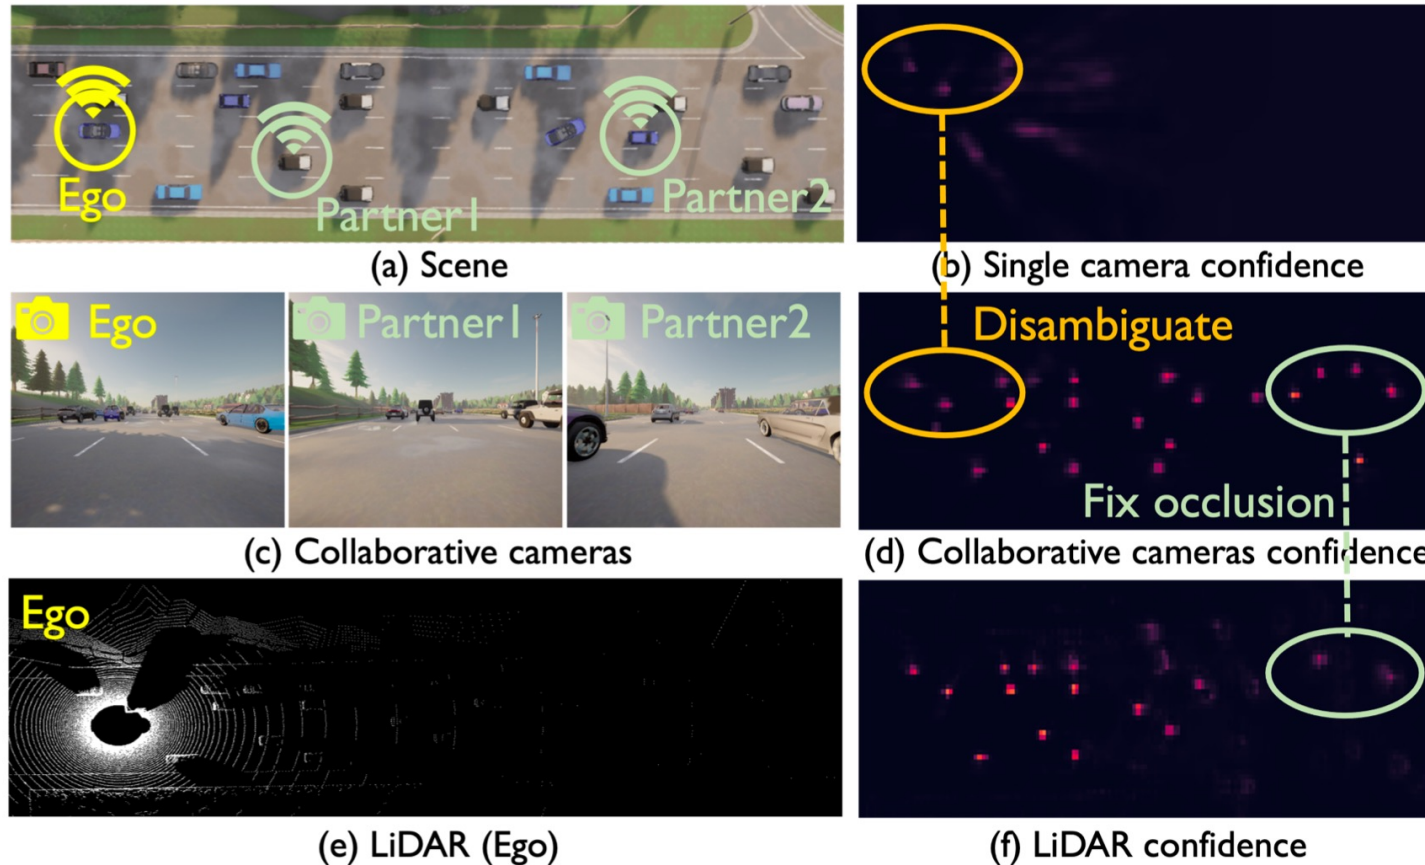 Ego
Partner1
Partner2
(a) Scene
(b) Single camera confidence
Ego
Partner1
Partner2
Disambiguate
Fix occlusion
(c) Collaborative cameras
(d) Collaborative cameras confidence
Ego
(e) LiDAR (Ego)
(f) LiDAR confidence